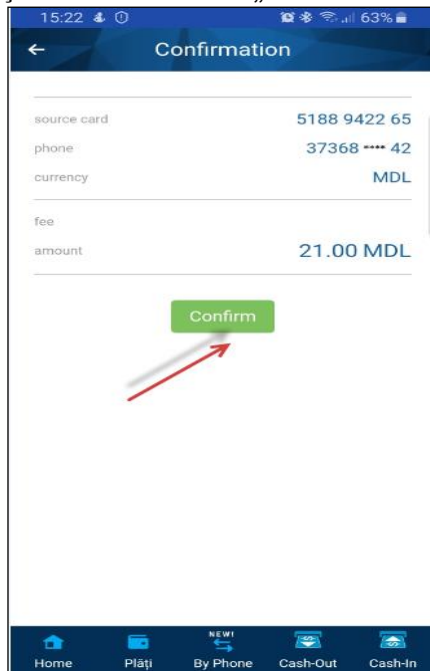 15:22 63%
Confirmation
source card 5188 9422 65
phone 37368 **** 42
currency MDL
fee
amount 21.00 MDL
Confirm
NEW!
Home Plăți By Phone Cash-Out Cash-In